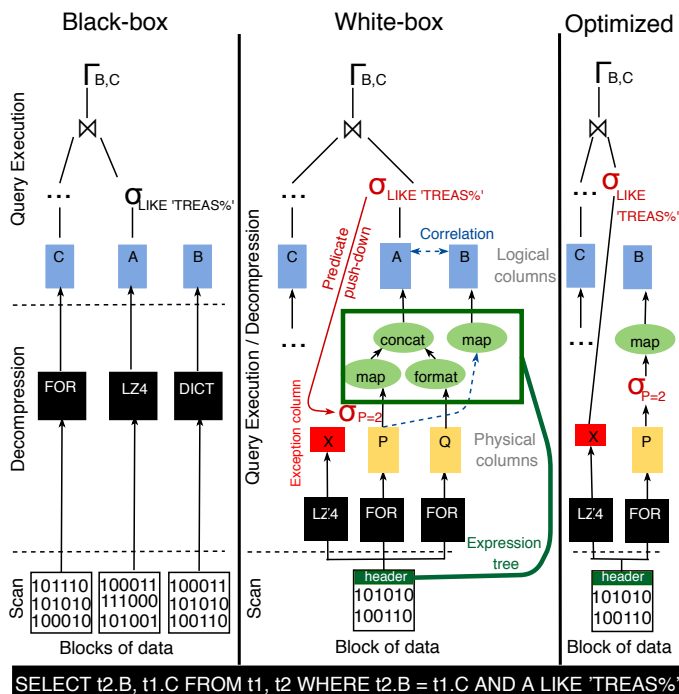 Black-box
White-box
Optimized
Query Execution
Γ B,C
⋈
...
σ LIKE 'TREAS%'
C
A
B
Decompression
FOR
LZ4
DICT
Scan
101110
101010
100010
100011
111000
101001
100011
101010
100110
Blocks of data
Query Execution / Decompression
Γ B,C
⋈
σ LIKE 'TREAS%'
...
Predicate
push-down
Correlation
C
A
B
Logical
columns
...
concat
map
map
format
σ P=2
Exception column
X
P
Q
Physical
columns
LZ4
FOR
FOR
Expression
tree
Scan
header
101010
100110
Block of data
Γ B,C
⋈
...
σ LIKE
'TREAS%'
C
B
...
map
σ P=2
X
P
LZ4
FOR
header
101010
100110
Block of data
SELECT t2.B, t1.C FROM t1, t2 WHERE t2.B = t1.C AND A LIKE 'TREAS%'